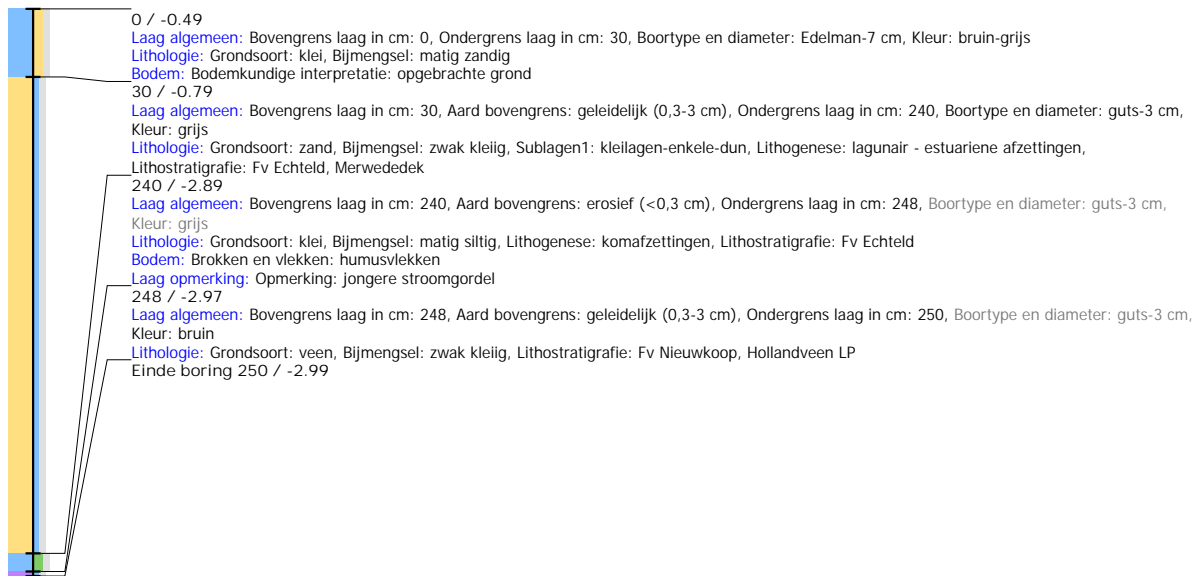 0 / -0.49
Laag algemeen: Bovengrens laag in cm: 0, Ondergrens laag in cm: 30, Boortype en diameter: Edelman-7 cm, Kleur: bruin-grijs
Lithologie: Grondsoort: klei, Bijmengsel: matig zandig
Bodem: Bodemkundige interpretatie: opgebrachte grond
30 / -0.79
Laag algemeen: Bovengrens laag in cm: 30, Aard bovengrens: geleidelijk (0,3-3 cm), Ondergrens laag in cm: 240, Boortype en diameter: guts-3 cm,
Kleur: grijs
Lithologie: Grondsoort: zand, Bijmengsel: zwak kleiig, Sublagen1: kleilagen-enkele-dun, Lithogenese: lagunair - estuariene afzettingen,
Lithostratigrafie: Fv Echteld, Merwededek
240 / -2.89
Laag algemeen: Bovengrens laag in cm: 240, Aard bovengrens: erosief (<0,3 cm), Ondergrens laag in cm: 248, Boortype en diameter: guts-3 cm,
Kleur: grijs
Lithologie: Grondsoort: klei, Bijmengsel: matig siltig, Lithogenese: komafzettingen, Lithostratigrafie: Fv Echteld
Bodem: Brokken en vlekken: humusvlekken
Laag opmerking: Opmerking: jongere stroomgordel
248 / -2.97
Laag algemeen: Bovengrens laag in cm: 248, Aard bovengrens: geleidelijk (0,3-3 cm), Ondergrens laag in cm: 250, Boortype en diameter: guts-3 cm,
Kleur: bruin
Lithologie: Grondsoort: veen, Bijmengsel: zwak kleiig, Lithostratigrafie: Fv Nieuwkoop, Hollandveen LP
Einde boring 250 / -2.99